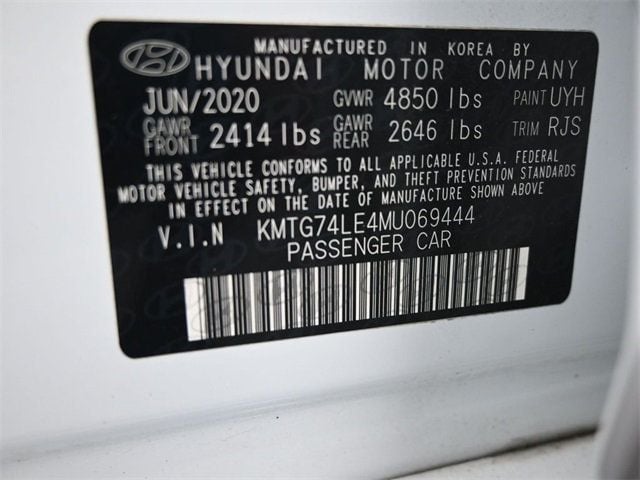 MANUFACTURED IN KOREA BY
HYUNDAI MOTOR COMPANY
JUN/2020 GVWR 4850 lbs PAINT UYH
GAWR FRONT 2414 lbs GAWR REAR 2646 lbs TRIM RJS
THIS VEHICLE CONFORMS TO ALL APPLICABLE U.S.A. FEDERAL
MOTOR VEHICLE SAFETY, BUMPER, AND THEFT PREVENTION STANDARDS
IN EFFECT ON THE DATE OF MANUFACTURE SHOWN ABOVE
V.I.N KMTG74LE4MU069444
PASSENGER CAR